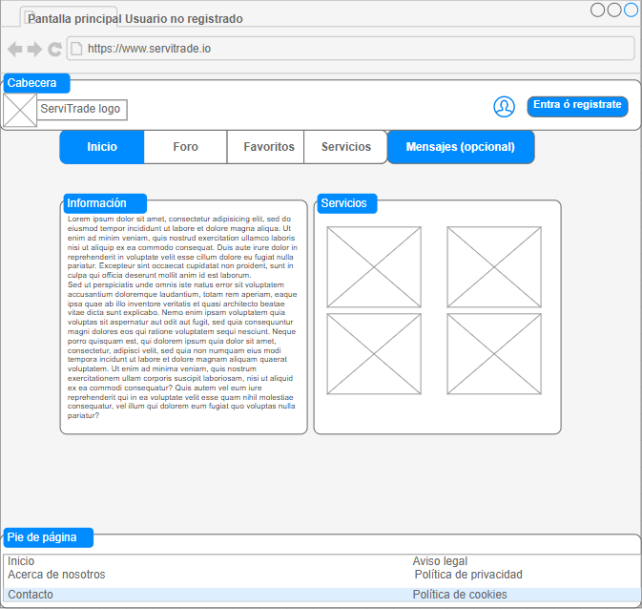 Pantalla principal Usuario no registrado
https://www.servitrade.io
Cabecera
ServiTrade logo
Entra ó registrate
Inicio
Foro
Favoritos
Servicios
Mensajes (opcional)
Información
Lorem ipsum dolor sit amet, consectetur adipisicing elit, sed do
eiusmod tempor incididunt ut labore et dolore magna aliqua. Ut
enim ad minim veniam, quis nostrud exercitation ullamco laboris
nisi ut aliquip ex ea commodo consequat. Duis aute irure dolor in
reprehenderit in voluptate velit esse cillum dolore eu fugiat nulla
pariatur. Excepteur sint occaecat cupidatat non proident, sunt in
culpa qui officia deserunt mollit anim id est laborum.
Sed ut perspiciatis unde omnis iste natus error sit voluptatem
accusantium doloremque laudantium, totam rem aperiam, eaque
ipsa quae ab illo inventore veritatis et quasi architecto beatae
vitae dicta sunt explicabo. Nemo enim ipsam voluptatem quia
voluptas sit aspernatur aut odit aut fugit, sed quia consequuntur
magni dolores eos qui ratione voluptatem sequi nesciunt. Neque
porro quisquam est, qui dolorem ipsum quia dolor sit amet,
consectetur, adipisci velit, sed quia non numquam eius modi
tempora incidunt ut labore et dolore magnam aliquam quaerat
voluptatem. Ut enim ad minima veniam, quis nostrum
exercitationem ullam corporis suscipit laboriosam, nisi ut aliquid
ex ea commodi consequatur? Quis autem vel eum iure
reprehenderit qui in ea voluptate velit esse quam nihil molestiae
consequatur, vel illum qui dolorem eum fugiat quo voluptas nulla
pariatur?
Servicios
Pie de página
Inicio
Acerca de nosotros
Contacto
Aviso legal
Política de privacidad
Política de cookies